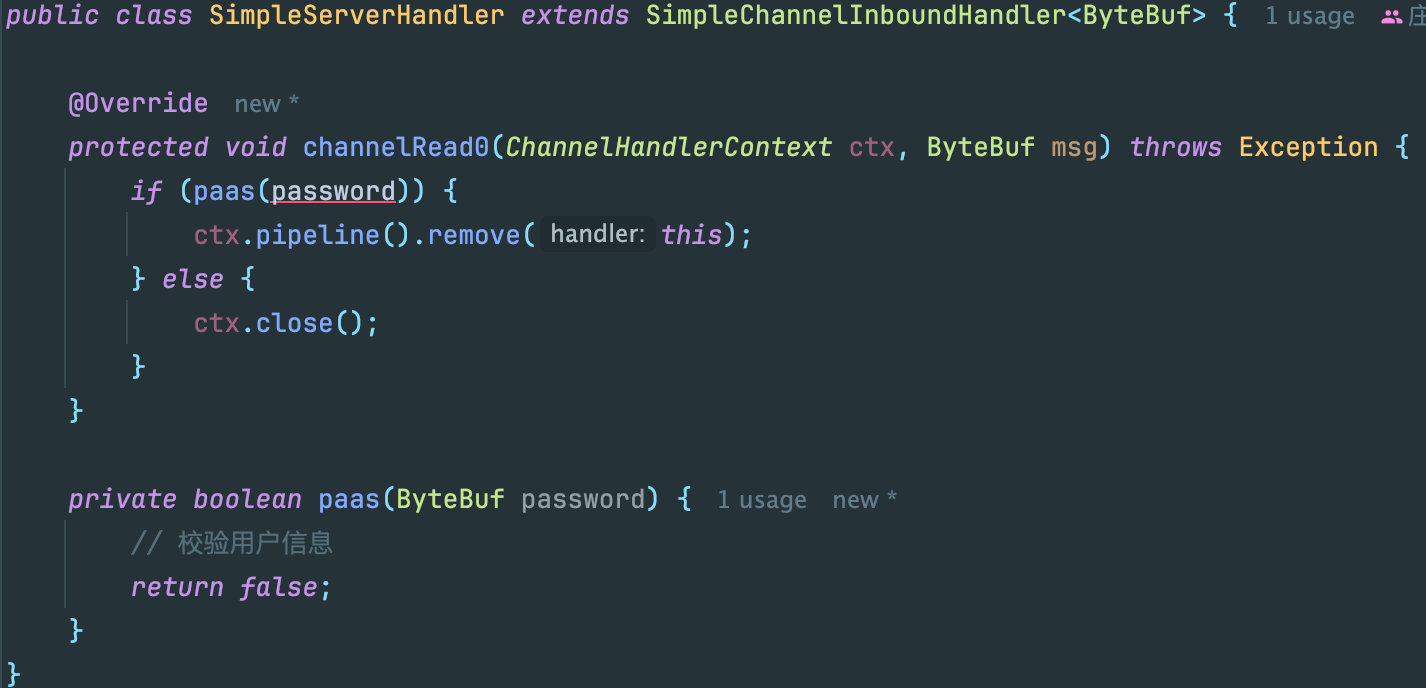 public class SimpleServerHandler extends SimpleChannelInboundHandler<ByteBuf> { 1 usage 庄
@Override new *
protected void channelRead0(ChannelHandlerContext ctx, ByteBuf msg) throws Exception {
if (paas(password)) {
ctx.pipeline().remove( handler: this);
} else {
ctx.close();
}
}
private boolean paas(ByteBuf password) { 1 usage new *
// 校验用户信息
return false;
}
}